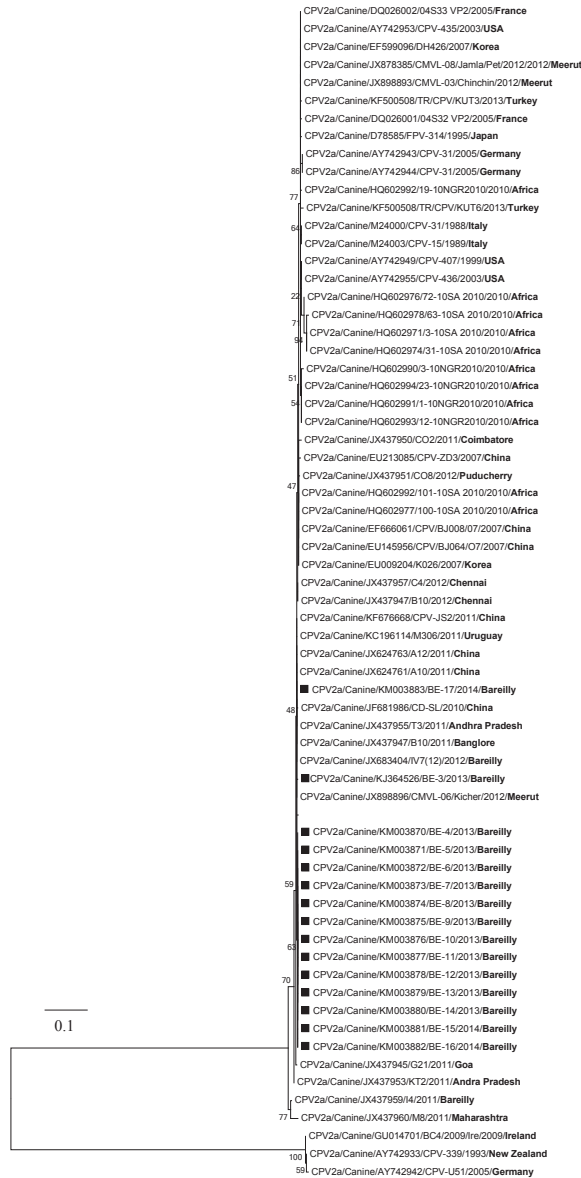 CPV2a/Canine/DQ026002/04S33 VP2/2005/France
CPV2a/Canine/AY742953/CPV-435/2003/USA
CPV2a/Canine/EF599096/DH426/2007/Korea
CPV2a/Canine/JX878385/CMVL-08/Jamla/Pet/2012/2012/Meerut
CPV2a/Canine/JX898893/CMVL-03/Chinchin/2012/Meerut
CPV2a/Canine/KF500508/TR/CPV/KUT3/2013/Turkey
CPV2a/Canine/DQ026001/04S32 VP2/2005/France
CPV2a/Canine/D78585/FPV-314/1995/Japan
CPV2a/Canine/AY742943/CPV-31/2005/Germany
86
CPV2a/Canine/AY742944/CPV-31/2005/Germany
CPV2a/Canine/HQ602992/19-10NGR2010/2010/Africa
77
CPV2a/Canine/KF500508/TR/CPV/KUT6/2013/Turkey
CPV2a/Canine/M24000/CPV-31/1988/Italy
64
CPV2a/Canine/M24003/CPV-15/1989/Italy
CPV2a/Canine/AY742949/CPV-407/1999/USA
CPV2a/Canine/AY742955/CPV-436/2003/USA
22
CPV2a/Canine/HQ602976/72-10SA 2010/2010/Africa
CPV2a/Canine/HQ602978/63-10SA 2010/2010/Africa
71
CPV2a/Canine/HQ602971/3-10SA 2010/2010/Africa
94
CPV2a/Canine/HQ602974/31-10SA 2010/2010/Africa
CPV2a/Canine/HQ602990/3-10NGR2010/2010/Africa
51
CPV2a/Canine/HQ602994/23-10NGR2010/2010/Africa
54
CPV2a/Canine/HQ602991/1-10NGR2010/2010/Africa
CPV2a/Canine/HQ602993/12-10NGR2010/2010/Africa
CPV2a/Canine/JX437950/CO2/2011/Coimbatore
CPV2a/Canine/EU213085/CPV-ZD3/2007/China
CPV2a/Canine/JX437951/CO8/2012/Puducherry
47
CPV2a/Canine/HQ602992/101-10SA 2010/2010/Africa
CPV2a/Canine/HQ602977/100-10SA 2010/2010/Africa
CPV2a/Canine/EF666061/CPV/BJ008/07/2007/China
CPV2a/Canine/EU145956/CPV/BJ064/O7/2007/China
CPV2a/Canine/EU009204/K026/2007/Korea
CPV2a/Canine/JX437957/C4/2012/Chennai
CPV2a/Canine/JX437947/B10/2012/Chennai
CPV2a/Canine/KF676668/CPV-JS2/2011/China
CPV2a/Canine/KC196114/M306/2011/Uruguay
CPV2a/Canine/JX624763/A12/2011/China
CPV2a/Canine/JX624761/A10/2011/China
CPV2a/Canine/KM003883/BE-17/2014/Bareilly
48
CPV2a/Canine/JF681986/CD-SL/2010/China
CPV2a/Canine/JX437955/T3/2011/Andhra Pradesh
CPV2a/Canine/JX437947/B10/2011/Banglore
CPV2a/Canine/JX683404/IV7(12)/2012/Bareilly
CPV2a/Canine/KJ364526/BE-3/2013/Bareilly
CPV2a/Canine/JX898896/CMVL-06/Kicher/2012/Meerut
CPV2a/Canine/KM003870/BE-4/2013/Bareilly
CPV2a/Canine/KM003871/BE-5/2013/Bareilly
CPV2a/Canine/KM003872/BE-6/2013/Bareilly
59
CPV2a/Canine/KM003873/BE-7/2013/Bareilly
CPV2a/Canine/KM003874/BE-8/2013/Bareilly
CPV2a/Canine/KM003875/BE-9/2013/Bareilly
CPV2a/Canine/KM003876/BE-10/2013/Bareilly
63
CPV2a/Canine/KM003877/BE-11/2013/Bareilly
CPV2a/Canine/KM003878/BE-12/2013/Bareilly
70
CPV2a/Canine/KM003879/BE-13/2013/Bareilly
CPV2a/Canine/KM003880/BE-14/2013/Bareilly
0.1
CPV2a/Canine/KM003881/BE-15/2014/Bareilly
CPV2a/Canine/KM003882/BE-16/2014/Bareilly
CPV2a/Canine/JX437945/G21/2011/Goa
CPV2a/Canine/JX437953/KT2/2011/Andra Pradesh
CPV2a/Canine/JX437959/I4/2011/Bareilly
77
CPV2a/Canine/JX437960/M8/2011/Maharashtra
CPV2a/Canine/GU014701/BC4/2009/Ire/2009/Ireland
100
CPV2a/Canine/AY742933/CPV-339/1993/New Zealand
59
CPV2a/Canine/AY742942/CPV-U51/2005/Germany